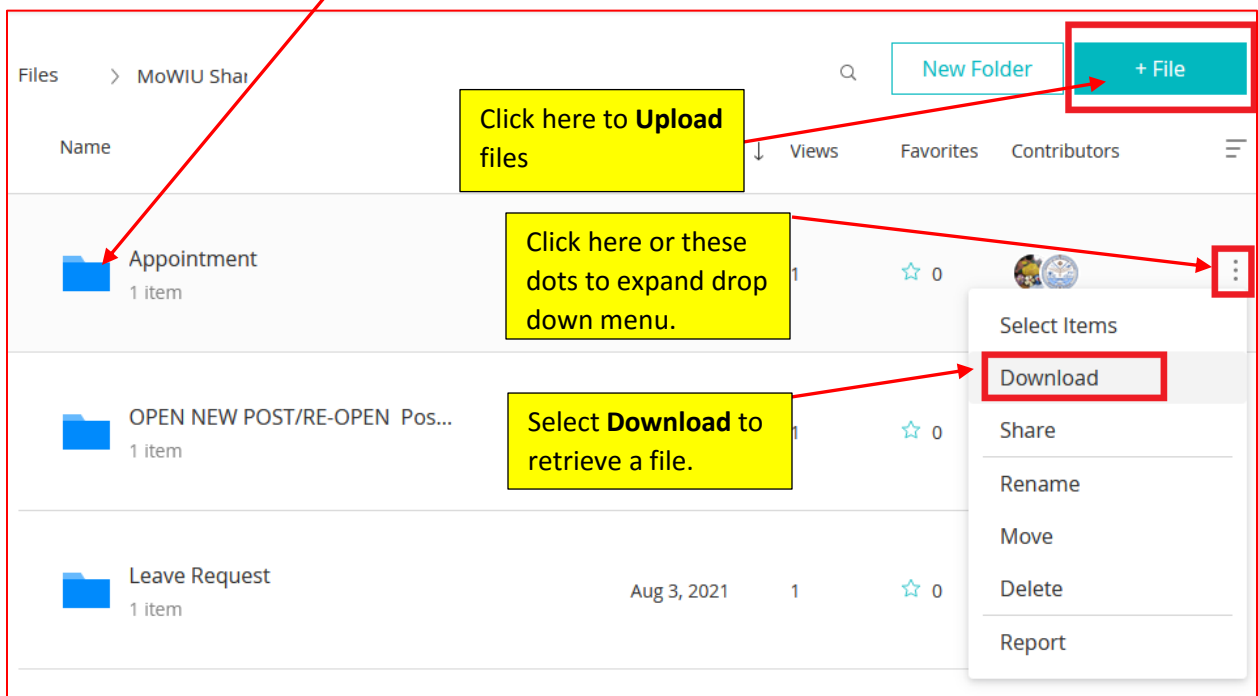 Files > MoWIU Shar
New Folder
+ File
Click here to Upload
files
Name
↓ Views
Favorites
Contributors
Appointment
1 item
Click here or these
dots to expand drop
down menu.
1
0
Select Items
Download
Share
Rename
Move
Delete
Report
OPEN NEW POST/RE-OPEN Pos...
1 item
Select Download to
retrieve a file.
1
0
Leave Request
1 item
Aug 3, 2021
1
0